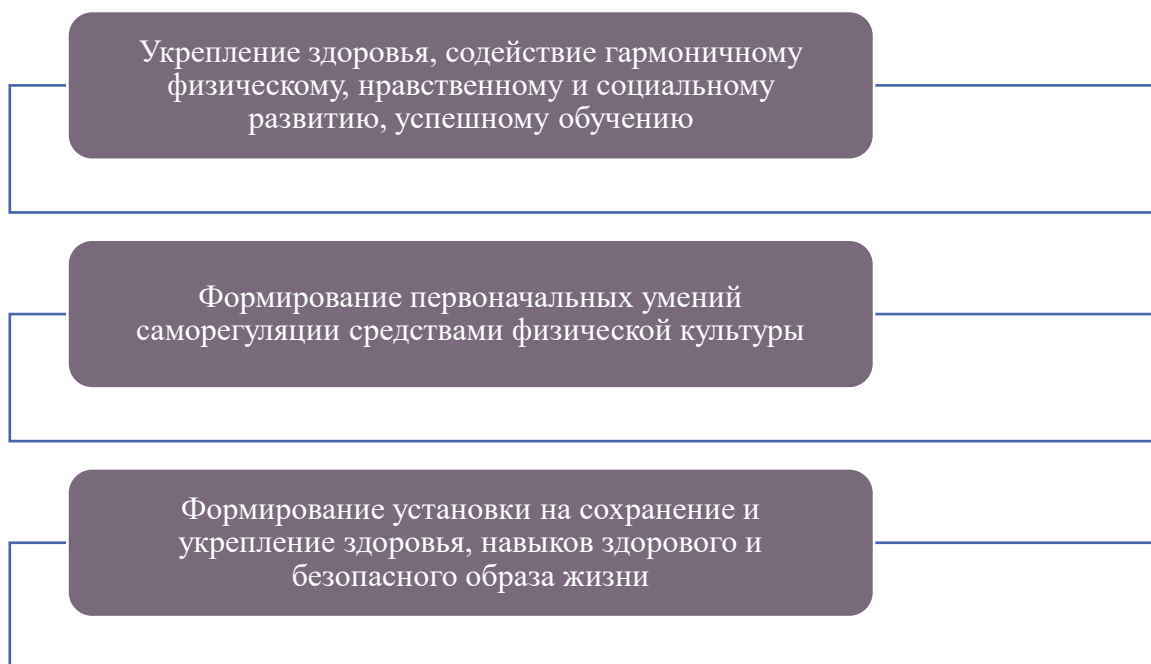 Укрепление здоровья, содействие гармоничному
физическому, нравственному и социальному
развитию, успешному обучению
Формирование первоначальных умений
саморегуляции средствами физической культуры
Формирование установки на сохранение и
укрепление здоровья, навыков здорового и
безопасного образа жизни